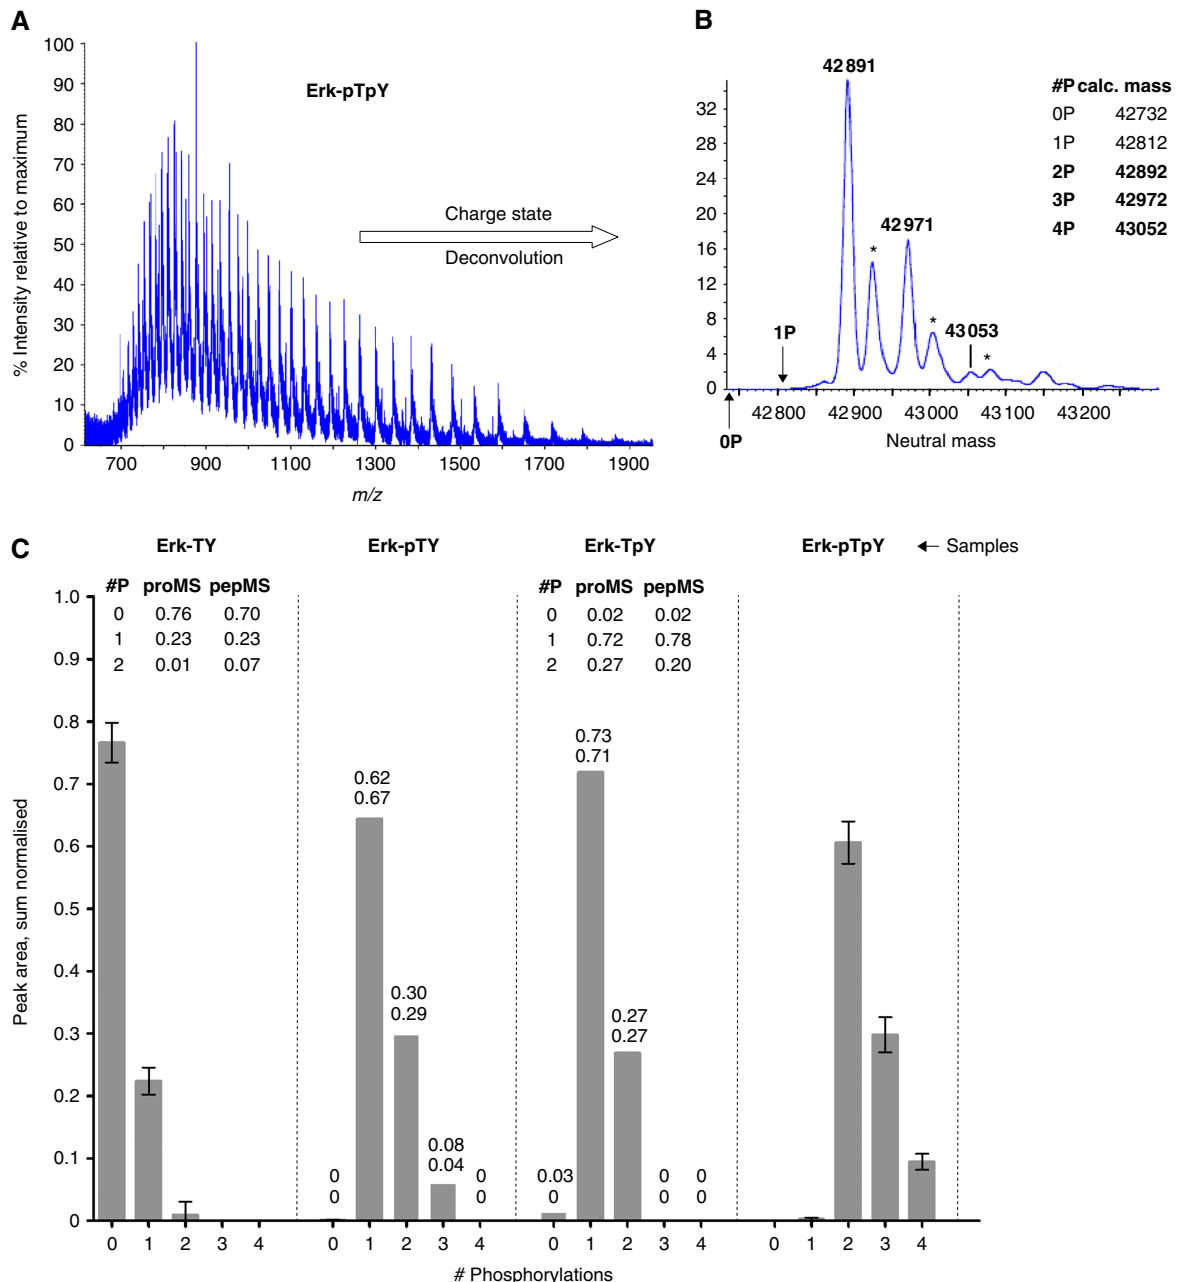 A
100
90
80
70
60
50
40
30
20
10
0
% Intensity relative to maximum
Erk-pTpY
Charge state
Deconvolution
700 900 1100 1300 1500 1700 1900
m/z
B
42 891
42 971
43 053
*
*
*
1P
0P
32
28
24
20
16
12
8
4
0
42 800 42 900 43 000 43 100 43 200
Neutral mass
#P calc. mass
0P 42732
1P 42812
2P 42892
3P 42972
4P 43052
C
Erk-TY Erk-pTY Erk-TpY Erk-pTpY ← Samples
#P proMS pepMS
0 0.76 0.70
1 0.23 0.23
2 0.01 0.07
#P proMS pepMS
0 0.02 0.02
1 0.72 0.78
2 0.27 0.20
1.0
0.9
0.8
0.7
0.6
0.5
0.4
0.3
0.2
0.1
0
Peak area, sum normalised
0
0
0.62
0.67
0.30
0.29
0.08
0.04
0
0
0.03
0
0.73
0.71
0.27
0.27
0
0
0
0
0 1 2 3 4 0 1 2 3 4 0 1 2 3 4 0 1 2 3 4
# Phosphorylations